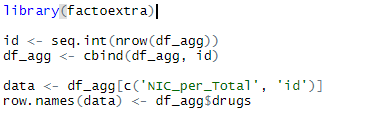 library(factoextra)
id <- seq.int(nrow(df_agg))
df_agg <- cbind(df_agg, id)
data <- df_agg[c('NIC_per_Total', 'id')]
row.names(data) <- df_agg$drugs